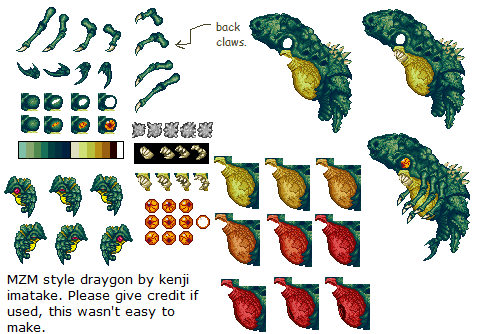 back
claws.
MZM style draygon by kenji
imatake. Please give credit if
used, this wasn't easy to
make.